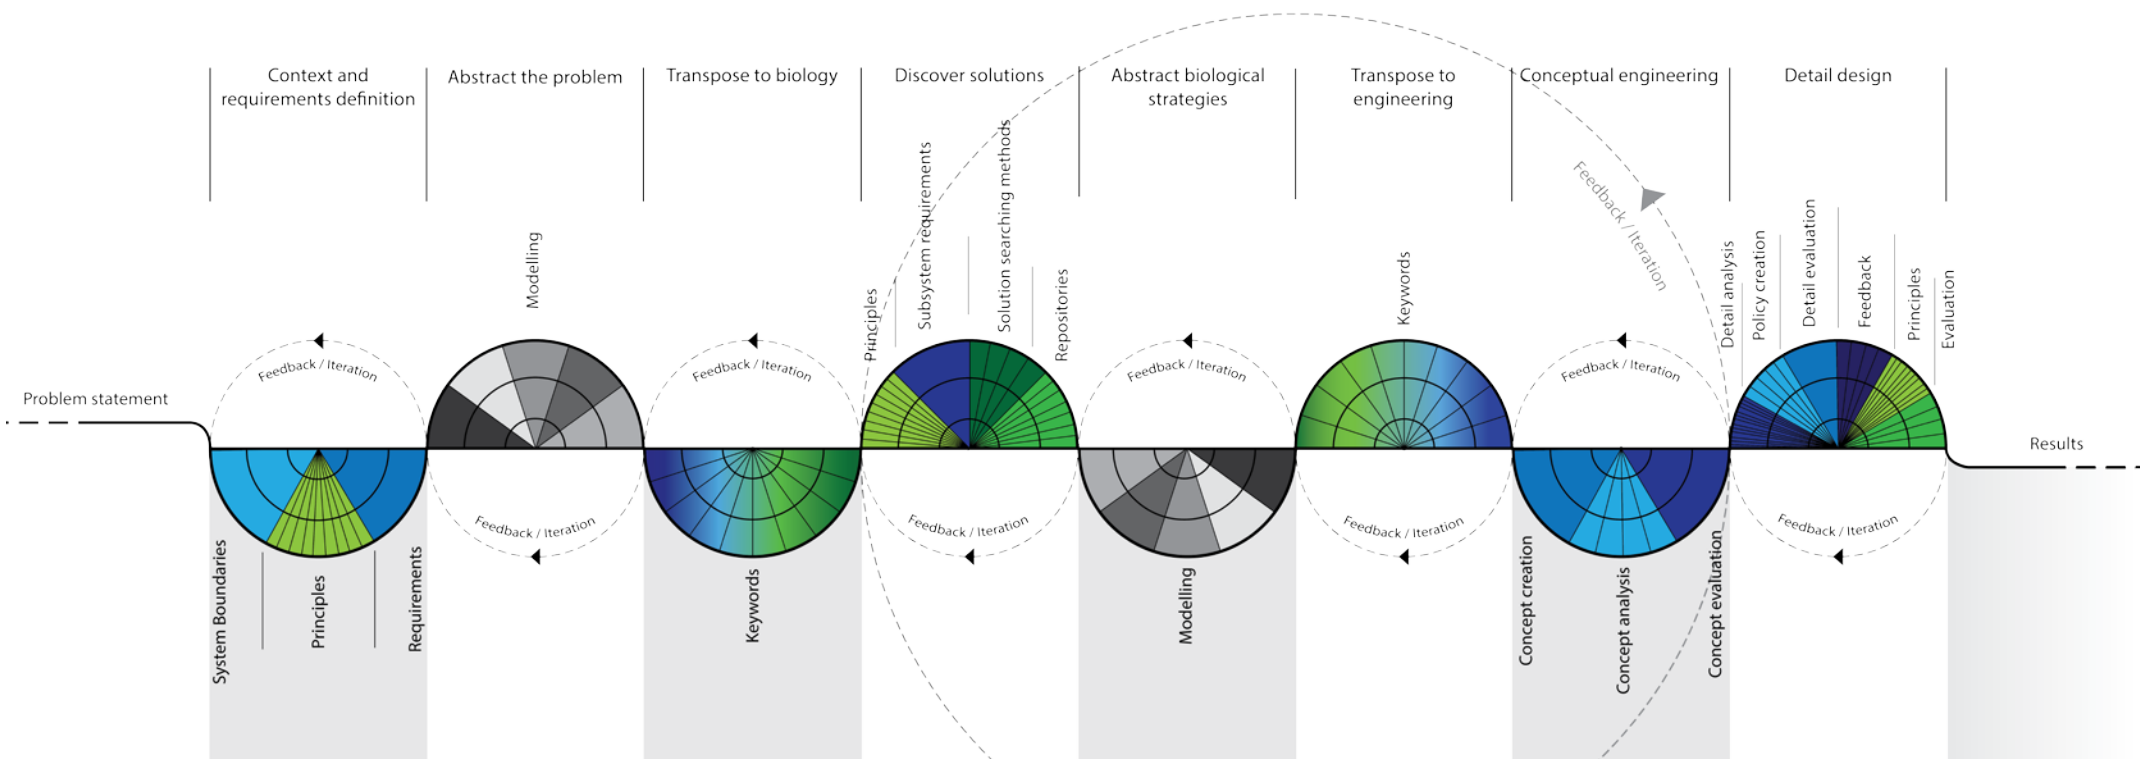 Context and
requirements definition
Abstract the problem
Transpose to biology
Discover solutions
Abstract biological
strategies
Transpose to
engineering
Conceptual engineering
Detail design
Problem statement
Feedback / Iteration
System Boundaries
Principles
Requirements
Modelling
Feedback / Iteration
Feedback / Iteration
Keywords
Principles
Subsystem requirements
Solution searching methods
Repositories
Feedback / Iteration
Feedback / Iteration
Modelling
Keywords
Feedback / Iteration
Feedback / Iteration
Feedback / Iteration
Concept creation
Concept analysis
Concept evaluation
Detail analysis
Policy creation
Detail evaluation
Feedback
Principles
Evaluation
Feedback / Iteration
Results